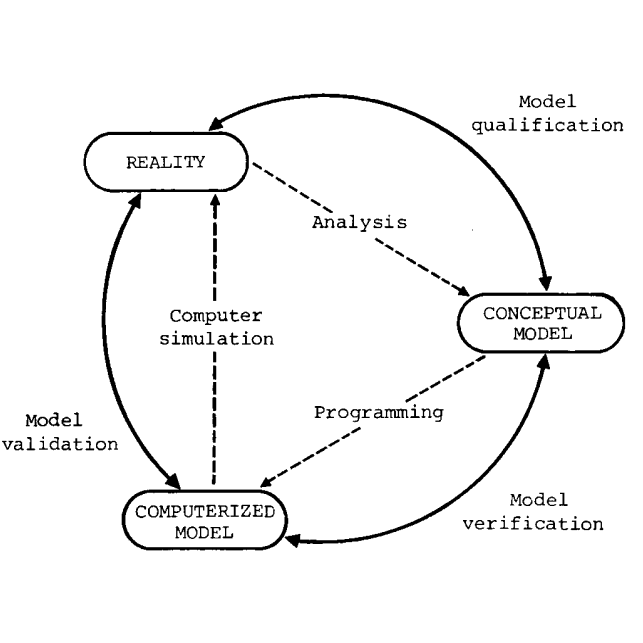 Model
qualification
REALITY
Analysis
CONCEPTUAL
MODEL
Computer
simulation
Programming
Model
validation
COMPUTERIZED
MODEL
Model
verification